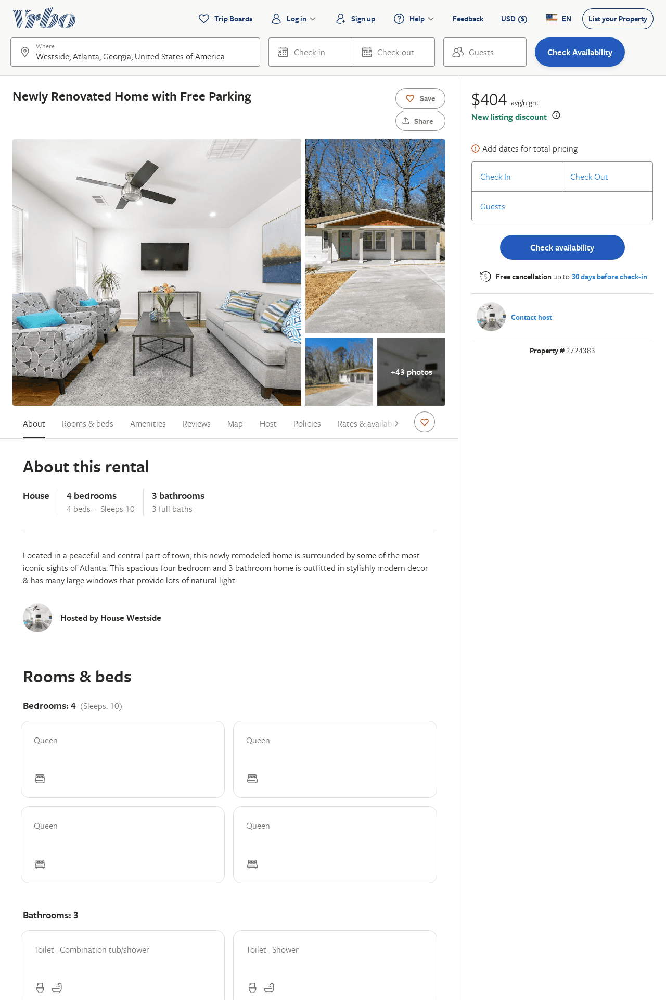 Vrbo
Trip Boards
Log in
Sign up
Help
Feedback
USD ($)
EN
List your Property
Where
Westside, Atlanta, Georgia, United States of America
Check-in
Check-out
Guests
Check Availability
Newly Renovated Home with Free Parking
Save
Share
$404 avg/night
New listing discount
Add dates for total pricing
Check In
Check Out
Guests
Check availability
Free cancellation up to 30 days before check-in
Contact host
Property # 2724383
+43 photos
About
Rooms & beds
Amenities
Reviews
Map
Host
Policies
Rates & availab
About this rental
House
4 bedrooms
4 beds · Sleeps 10
3 bathrooms
3 full baths
Located in a peaceful and central part of town, this newly remodeled home is surrounded by some of the most
iconic sights of Atlanta. This spacious four bedroom and 3 bathroom home is outfitted in stylishly modern decor
& has many large windows that provide lots of natural light.
Hosted by House Westside
Rooms & beds
Bedrooms: 4 (Sleeps: 10)
Queen
Queen
Queen
Queen
Bathrooms: 3
Toilet · Combination tub/shower
Toilet · Shower